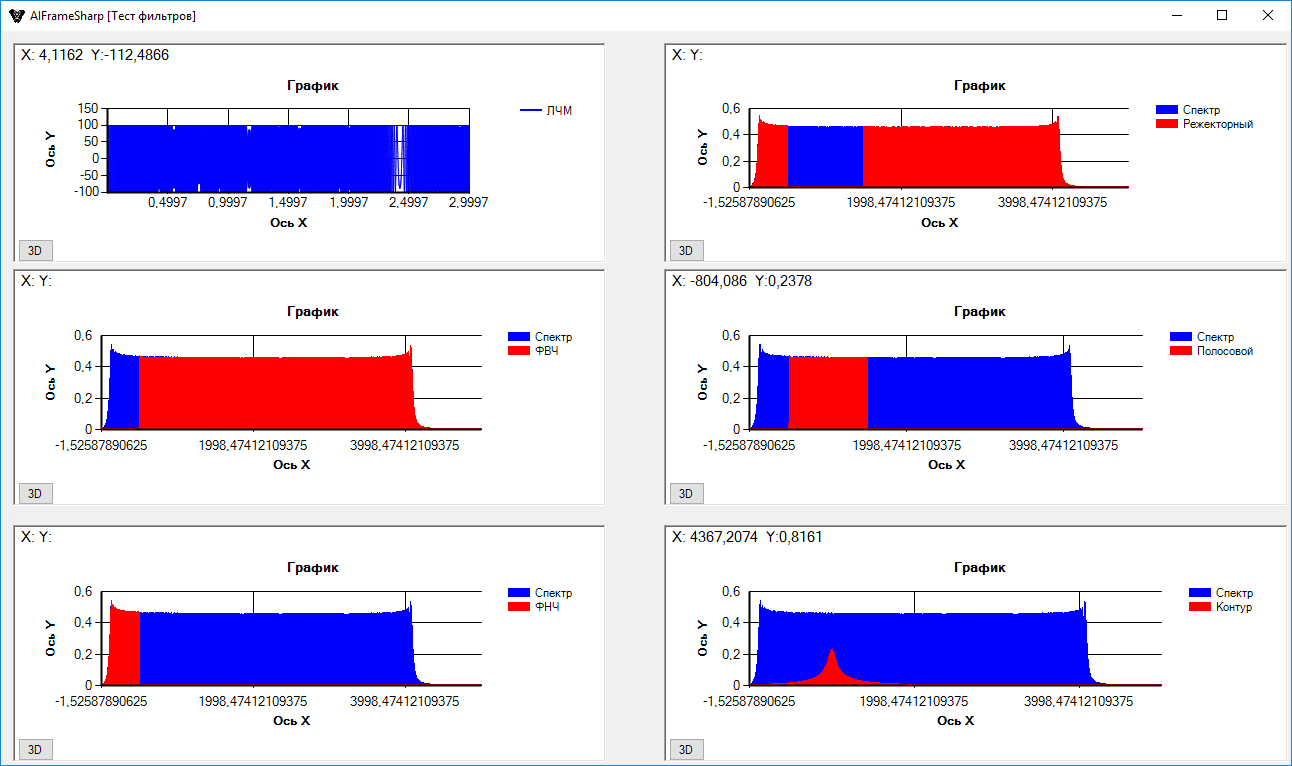 AIFrameSharp [Тест фильтров]
X: 4,1162 Y:-112,4866
График
150
100
50
0
-50
-100
Ось Y
0,4997 0,9997 1,4997 1,9997 2,4997 2,9997
Ось X
ЛЧМ
3D
X: Y:
График
0,6
0,4
0,2
0
Ось Y
-1,52587890625 1998,47412109375 3998,47412109375
Ось X
Спектр
Режекторный
3D
X: Y:
График
0,6
0,4
0,2
0
Ось Y
-1,52587890625 1998,47412109375 3998,47412109375
Ось X
Спектр
ФВЧ
3D
X: -804,086 Y:0,2378
График
0,6
0,4
0,2
0
Ось Y
-1,52587890625 1998,47412109375 3998,47412109375
Ось X
Спектр
Полосовой
3D
X: Y:
График
0,6
0,4
0,2
0
Ось Y
-1,52587890625 1998,47412109375 3998,47412109375
Ось X
Спектр
ФНЧ
3D
X: 4367,2074 Y:0,8161
График
0,6
0,4
0,2
0
Ось Y
-1,52587890625 1998,47412109375 3998,47412109375
Ось X
Спектр
Контур
3D